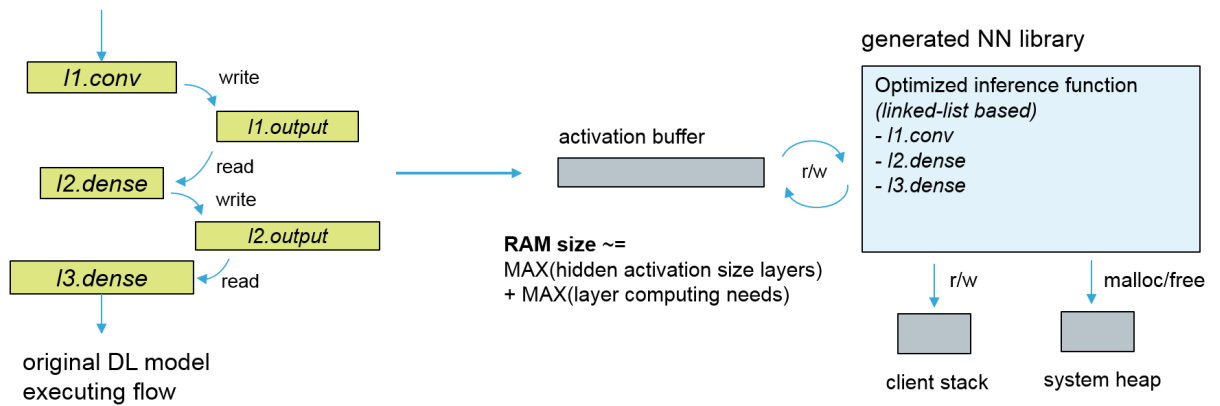 l1.conv
write
l1.output
read
l2.dense
write
l2.output
l3.dense
read
original DL model
executing flow
activation buffer
r/w
RAM size ~=
MAX(hidden activation size layers)
+ MAX(layer computing needs)
generated NN library
Optimized inference function
(linked-list based)
- l1.conv
- l2.dense
- l3.dense
r/w
malloc/free
client stack
system heap